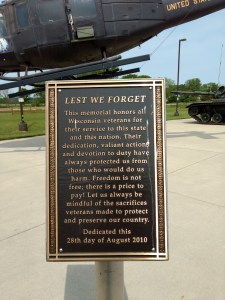 UNITED STA
LEST WE FORGET
This memorial honors all
Wisconsin veterans for
their service to this state
and this nation. Their
dedication, valiant actions
and devotion to duty have
always protected us from
those who would do us
harm. Freedom is not
free; there is a price to
pay! Let us always be
mindful of the sacrifices
veterans made to protect
and preserve our country.
Dedicated this
28th day of August 2010